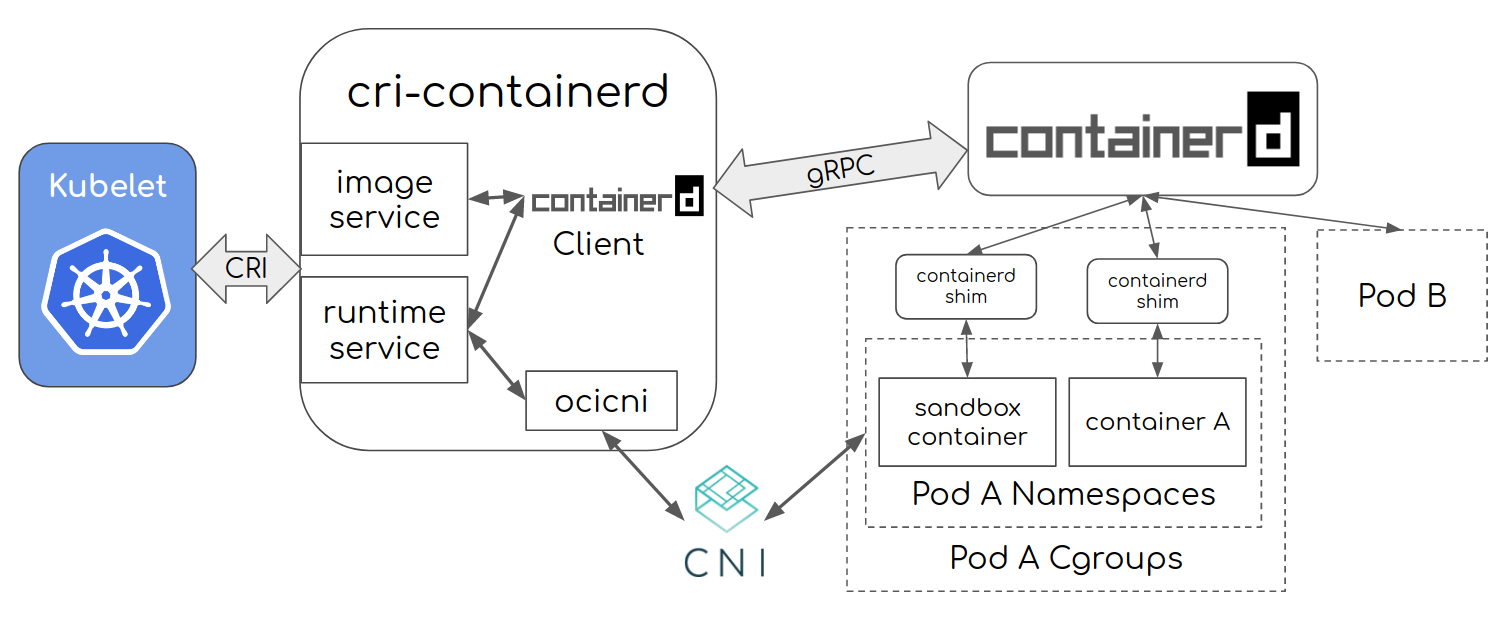 cri-containerd
Kubelet
CRI
image
service
runtime
service
containerd
Client
ocicni
gRPC
containerd
containerd
shim
containerd
shim
sandbox
container
container A
Pod A Namespaces
Pod A Cgroups
Pod B
CNI